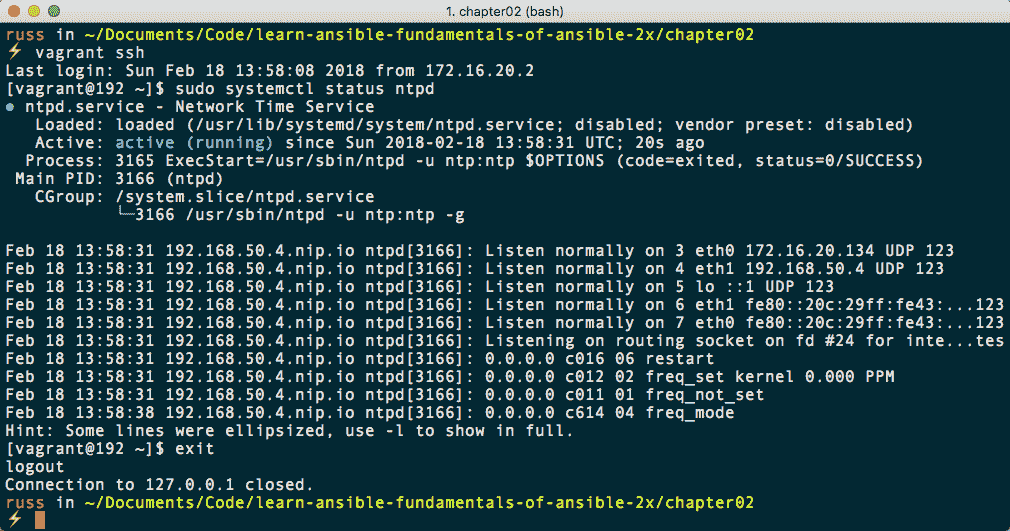 1. chapter02 (bash)
russ in ~/Documents/Code/learn-ansible-fundamentals-of-ansible-2x/chapter02
⚡ vagrant ssh
Last login: Sun Feb 18 13:58:08 2018 from 172.16.20.2
[vagrant@192 ~]$ sudo systemctl status ntpd
● ntpd.service - Network Time Service
   Loaded: loaded (/usr/lib/systemd/system/ntpd.service; disabled; vendor preset: disabled)
   Active: active (running) since Sun 2018-02-18 13:58:31 UTC; 20s ago
  Process: 3165 ExecStart=/usr/sbin/ntpd -u ntp:ntp $OPTIONS (code=exited, status=0/SUCCESS)
 Main PID: 3166 (ntpd)
   CGroup: /system.slice/ntpd.service
           └─3166 /usr/sbin/ntpd -u ntp:ntp -g
Feb 18 13:58:31 192.168.50.4.nip.io ntpd[3166]: Listen normally on 3 eth0 172.16.20.134 UDP 123
Feb 18 13:58:31 192.168.50.4.nip.io ntpd[3166]: Listen normally on 4 eth1 192.168.50.4 UDP 123
Feb 18 13:58:31 192.168.50.4.nip.io ntpd[3166]: Listen normally on 5 lo ::1 UDP 123
Feb 18 13:58:31 192.168.50.4.nip.io ntpd[3166]: Listen normally on 6 eth1 fe80::20c:29ff:fe43:...123
Feb 18 13:58:31 192.168.50.4.nip.io ntpd[3166]: Listen normally on 7 eth0 fe80::20c:29ff:fe43:...123
Feb 18 13:58:31 192.168.50.4.nip.io ntpd[3166]: Listening on routing socket on fd #24 for inte...tes
Feb 18 13:58:31 192.168.50.4.nip.io ntpd[3166]: 0.0.0.0 c016 06 restart
Feb 18 13:58:31 192.168.50.4.nip.io ntpd[3166]: 0.0.0.0 c012 02 freq_set kernel 0.000 PPM
Feb 18 13:58:31 192.168.50.4.nip.io ntpd[3166]: 0.0.0.0 c011 01 freq_not_set
Feb 18 13:58:38 192.168.50.4.nip.io ntpd[3166]: 0.0.0.0 c614 04 freq_mode
Hint: Some lines were ellipsized, use -l to show in full.
[vagrant@192 ~]$ exit
logout
Connection to 127.0.0.1 closed.
russ in ~/Documents/Code/learn-ansible-fundamentals-of-ansible-2x/chapter02
⚡